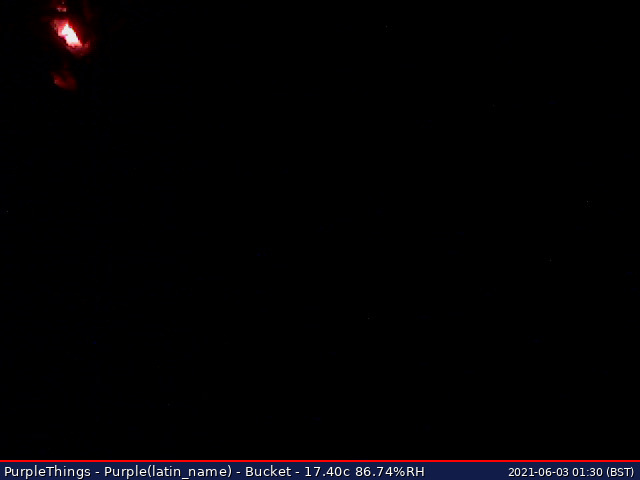 PurpleThings - Purple(latin_name) - Bucket - 17.40c 86.74%RH
2021-06-03 01:30 (BST)